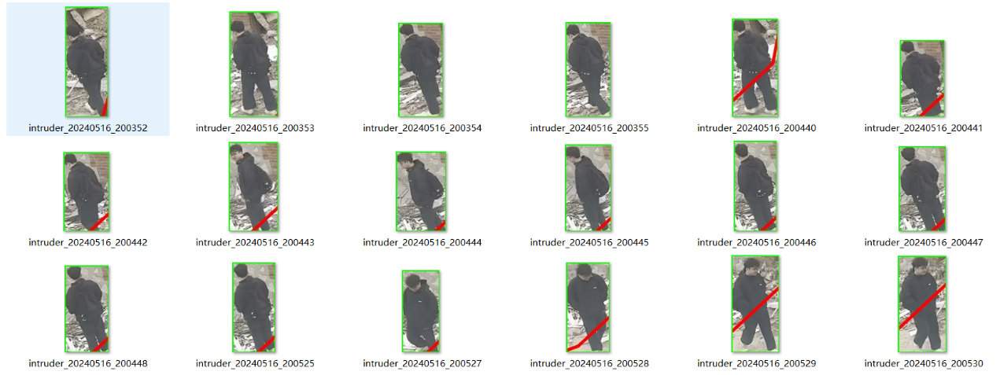 intruder_20240516_200352
intruder_20240516_200353
intruder_20240516_200354
intruder_20240516_200355
intruder_20240516_200440
intruder_20240516_200441
intruder_20240516_200442
intruder_20240516_200443
intruder_20240516_200444
intruder_20240516_200445
intruder_20240516_200446
intruder_20240516_200447
intruder_20240516_200448
intruder_20240516_200525
intruder_20240516_200527
intruder_20240516_200528
intruder_20240516_200529
intruder_20240516_200530